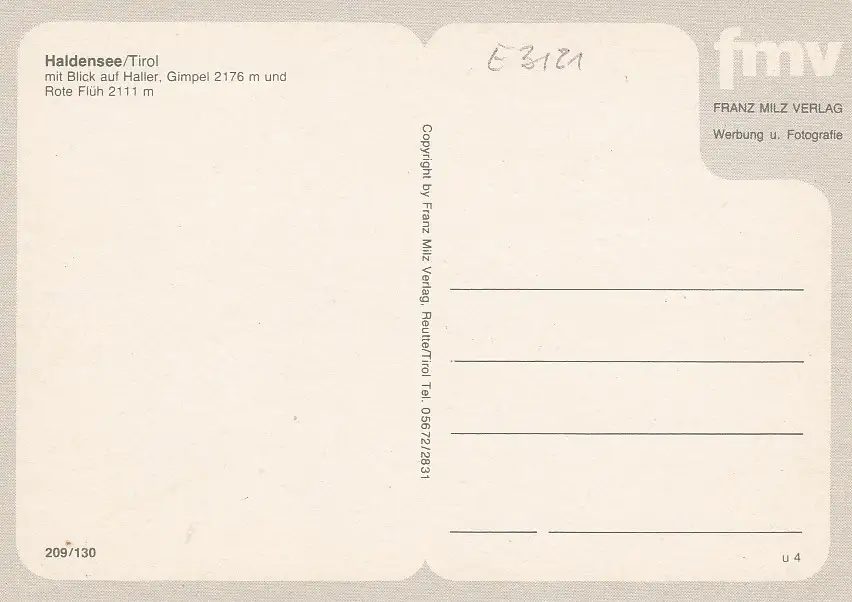 Haldensee/Tirol
mit Blick auf Haller, Gimpel 2176 m und
Rote Flüh 2111 m
209/130
Copyright by Franz Milz Verlag, Reutte/Tirol Tel. 05672/2831
E 3121
fmv
FRANZ MILZ VERLAG
Werbung u. Fotografie
u 4